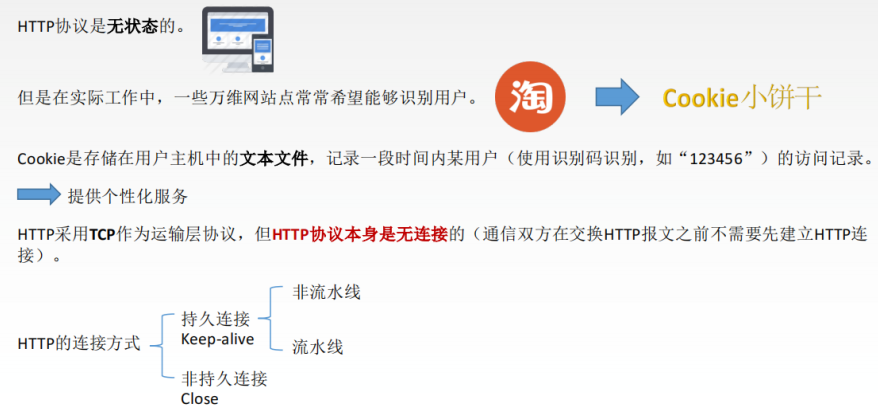 HTTP协议是无状态的。
但是在实际工作中，一些万维网站点常常希望能够识别用户。
淘
Cookie小饼干
Cookie是存储在用户主机中的文本文件，记录一段时间内某用户（使用识别码识别，如“123456”）的访问记录。
提供个性化服务
HTTP采用TCP作为运输层协议，但HTTP协议本身是无连接的（通信双方在交换HTTP报文之前不需要先建立HTTP连
接）。
HTTP的连接方式
持久连接
Keep-alive
非流水线
流水线
非持久连接
Close